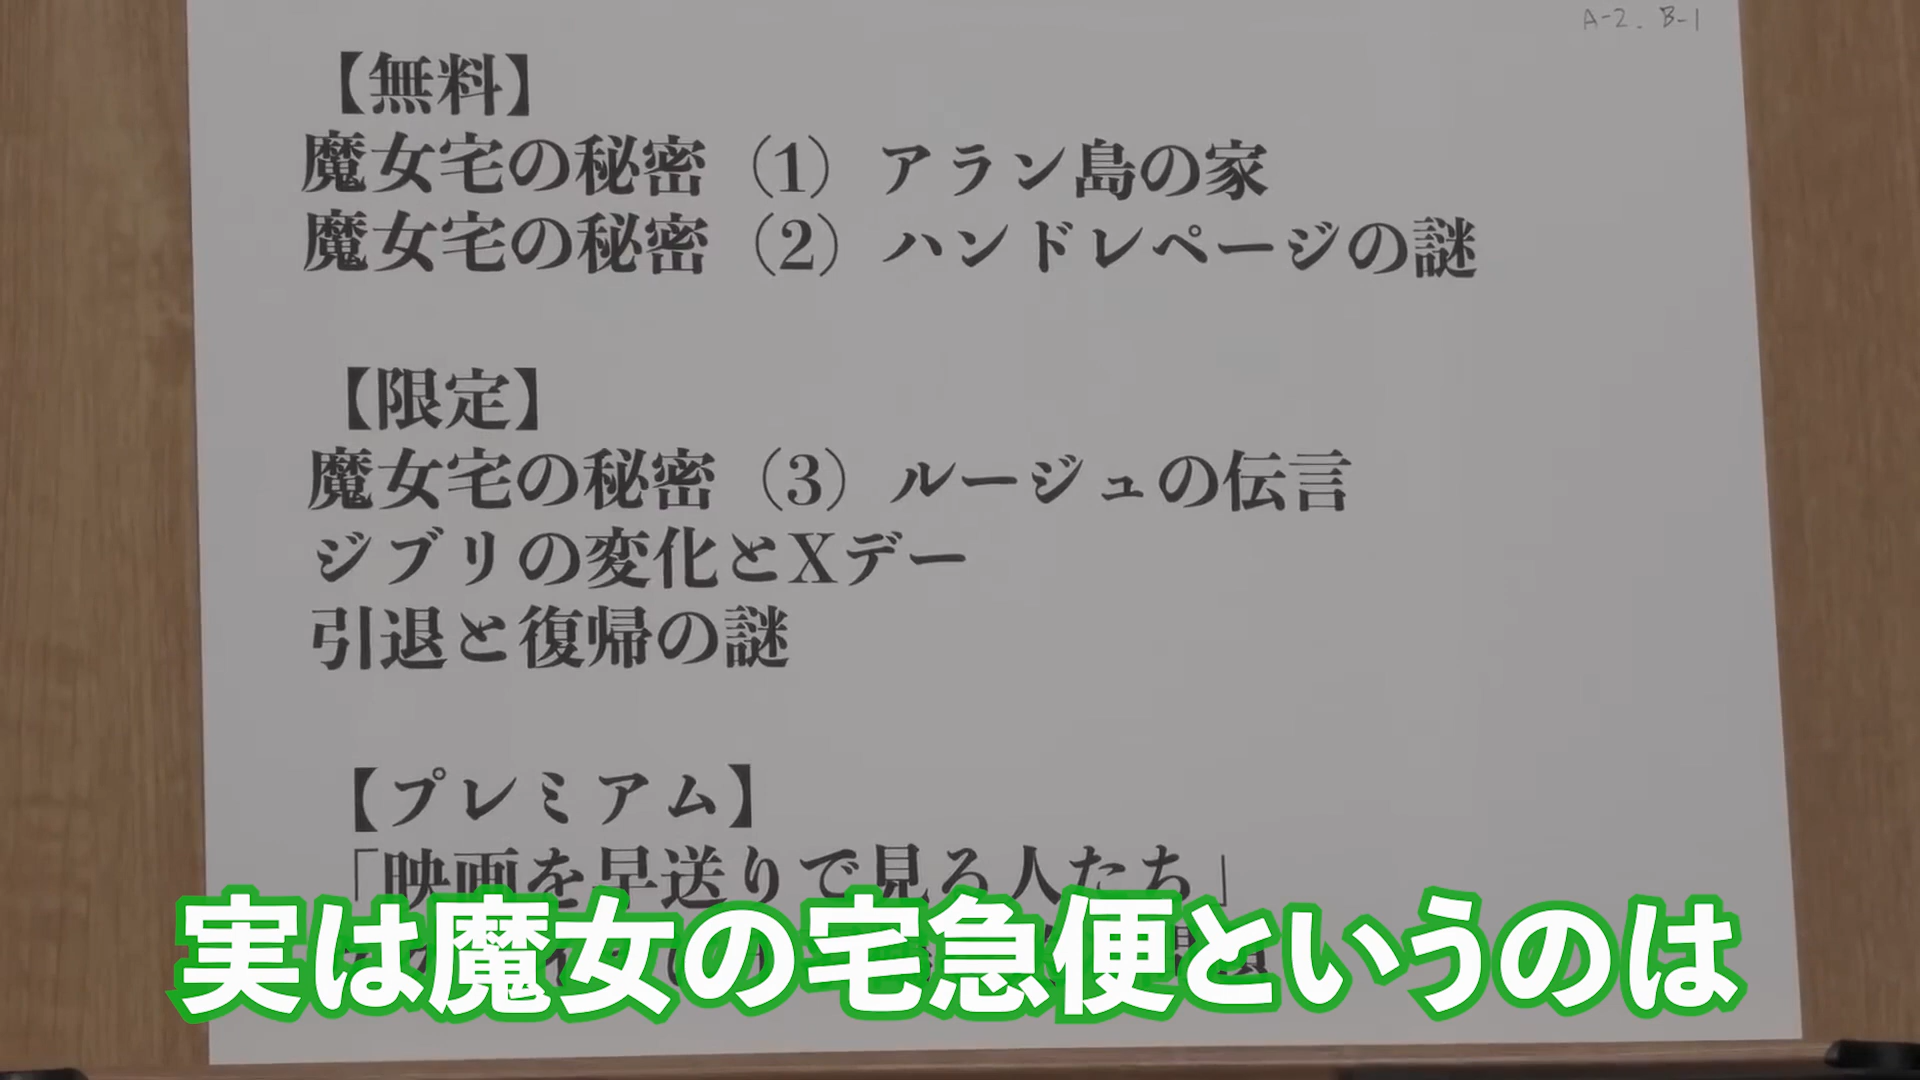 A-2. B-1
【無料】
魔女宅の秘密（1）アラン島の家
魔女宅の秘密（2）ハンドレページの謎
【限定】
魔女宅の秘密（3）ルージュの伝言
ジブリの変化とXデー
引退と復帰の謎
【プレミアム】
「映画を早送りで見る人たち」
実は魔女の宅急便というのは